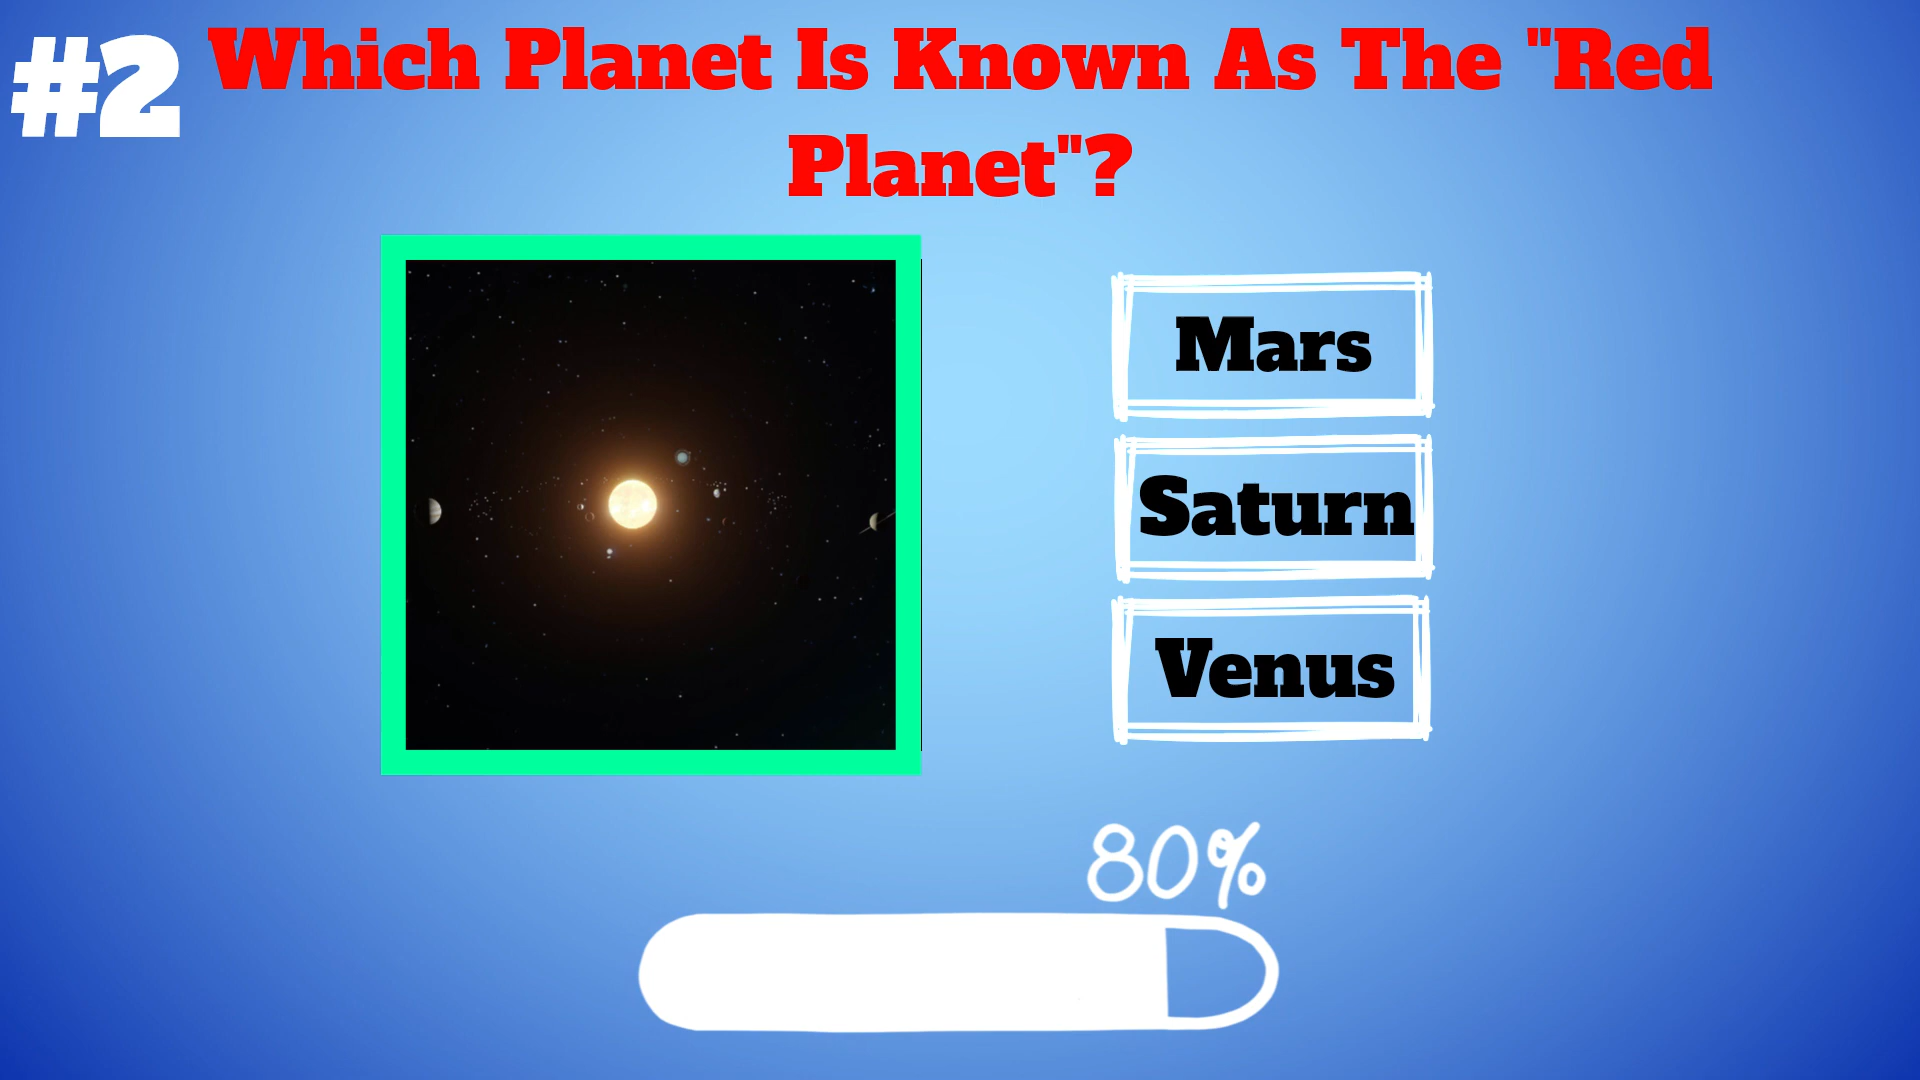 #2
Which Planet Is Known As The "Red
Planet"?
Mars
Saturn
Venus
80%